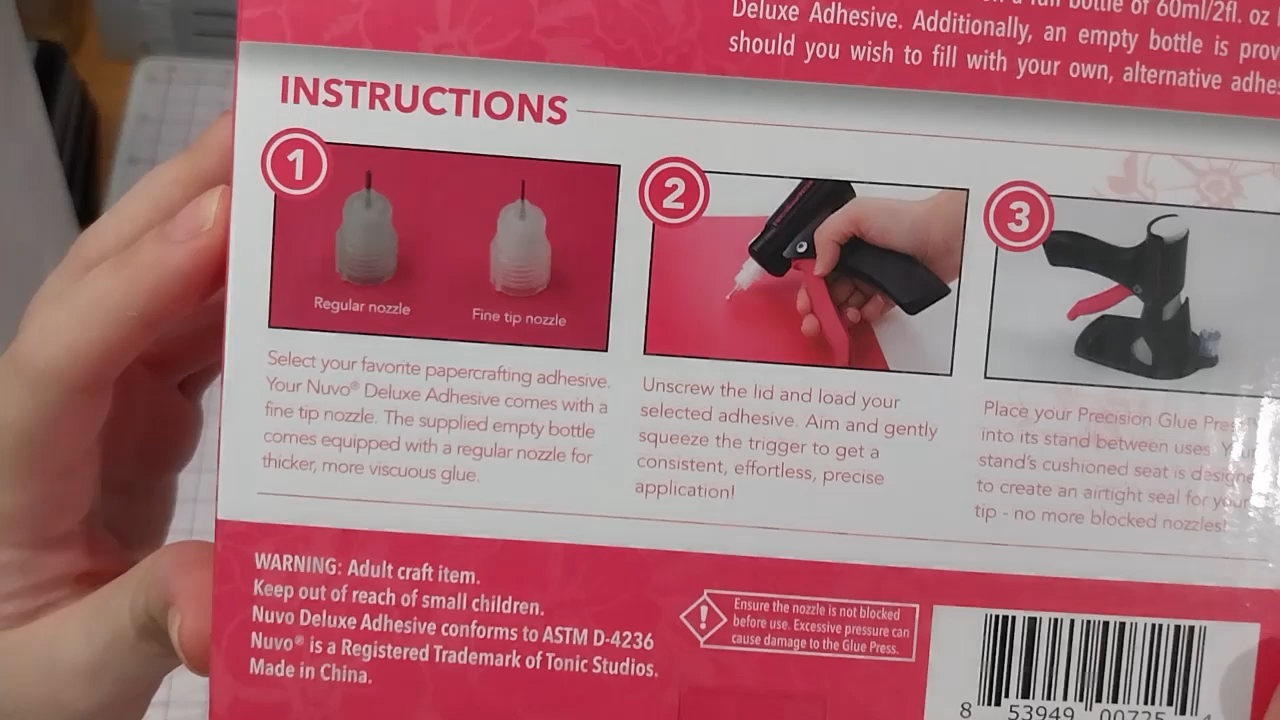 a full bottle of 60ml/2fl. oz
Deluxe Adhesive. Additionally, an empty bottle is
should you wish to fill with your own, alternative
INSTRUCTIONS
1
Regular nozzle
Fine tip nozzle
Select your favorite papercrafting adhesive.
Your Nuvo® Deluxe Adhesive comes with a
fine tip nozzle. The supplied empty bottle
comes equipped with a regular nozzle for
thicker, more viscuous glue.
2
Unscrew the lid and load your
selected adhesive. Aim and gently
squeeze the trigger to get a
consistent, effortless, precise
application!
3
Place your Precision Glue Press
into its stand between uses. Your
stand's cushioned seat is designed
to create an airtight seal for your
tip - no more blocked nozzles!
WARNING: Adult craft item.
Keep out of reach of small children.
Nuvo Deluxe Adhesive conforms to ASTM D-4236
Nuvo® is a Registered Trademark of Tonic Studios.
Made in China.
Ensure the nozzle is not blocked
before use. Excessive pressure can
cause damage to the Glue Press.
8 53949 00725